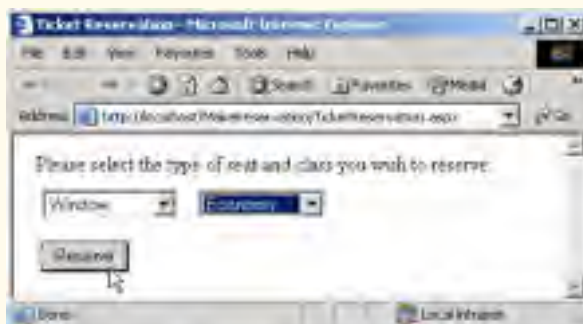 Ticket Reservation - Microsoft Internet Explorer
File Edit View Favorites Tools Help
Search Favorites Media
Address http://localhost/MakeReservation/TicketReservation.aspx Go
Please select the type of seat and class you wish to reserve:
Window Economy
Reserve
Done Local intranet